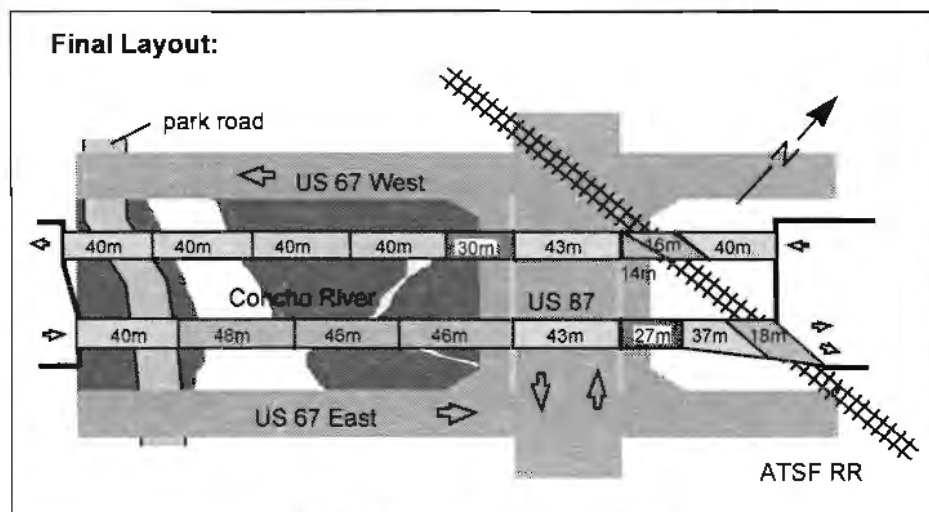 Final Layout:
park road
N
US 67 West
40m 40m 40m 40m 30m 43m 16m 40m
14m
Concho River
US 87
40m 46m 46m 46m 43m 27m 37m 18m
US 67 East
ATSF RR